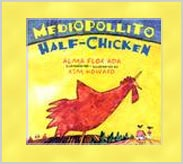 MEDIOPOLLITO
HALF-CHICKEN
ALMA FLOR ADA
KIM HOWARD